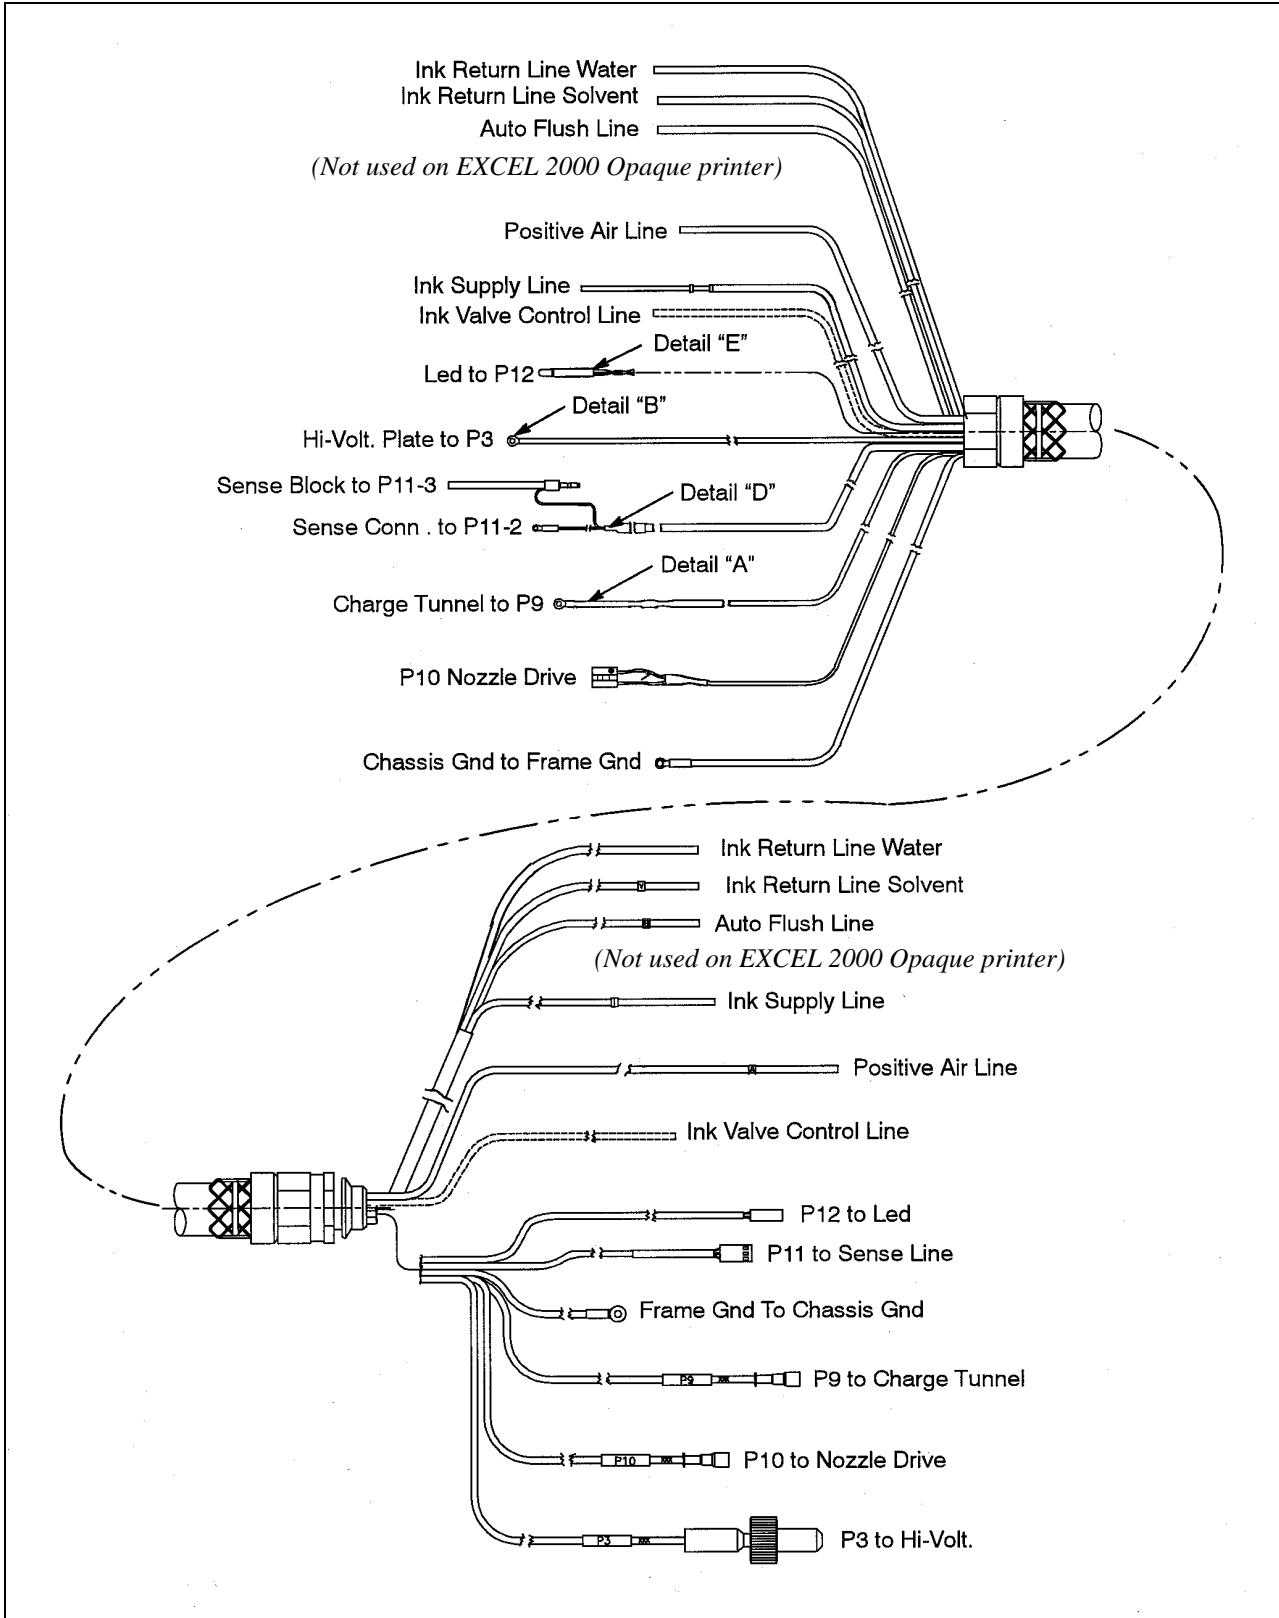 Ink Return Line Water
Ink Return Line Solvent
Auto Flush Line
(Not used on EXCEL 2000 Opaque printer)
Positive Air Line
Ink Supply Line
Ink Valve Control Line
Detail “E”
Led to P12
Detail “B”
Hi-Volt. Plate to P3
Sense Block to P11-3
Detail “D”
Sense Conn . to P11-2
Detail “A"
Charge Tunnel to P9
P10 Nozzle Drive
Chassis Gnd to Frame Gnd
Ink Return Line Water
Y
Ink Return Line Solvent
Auto Flush Line
(Not used on EXCEL 2000 Opaque printer)
Ink Supply Line
A
Positive Air Line
Ink Valve Control Line
P12 to Led
P11 to Sense Line
Frame Gnd To Chassis Gnd
P9
P9 to Charge Tunnel
P10
P10 to Nozzle Drive
P3
P3 to Hi-Volt.